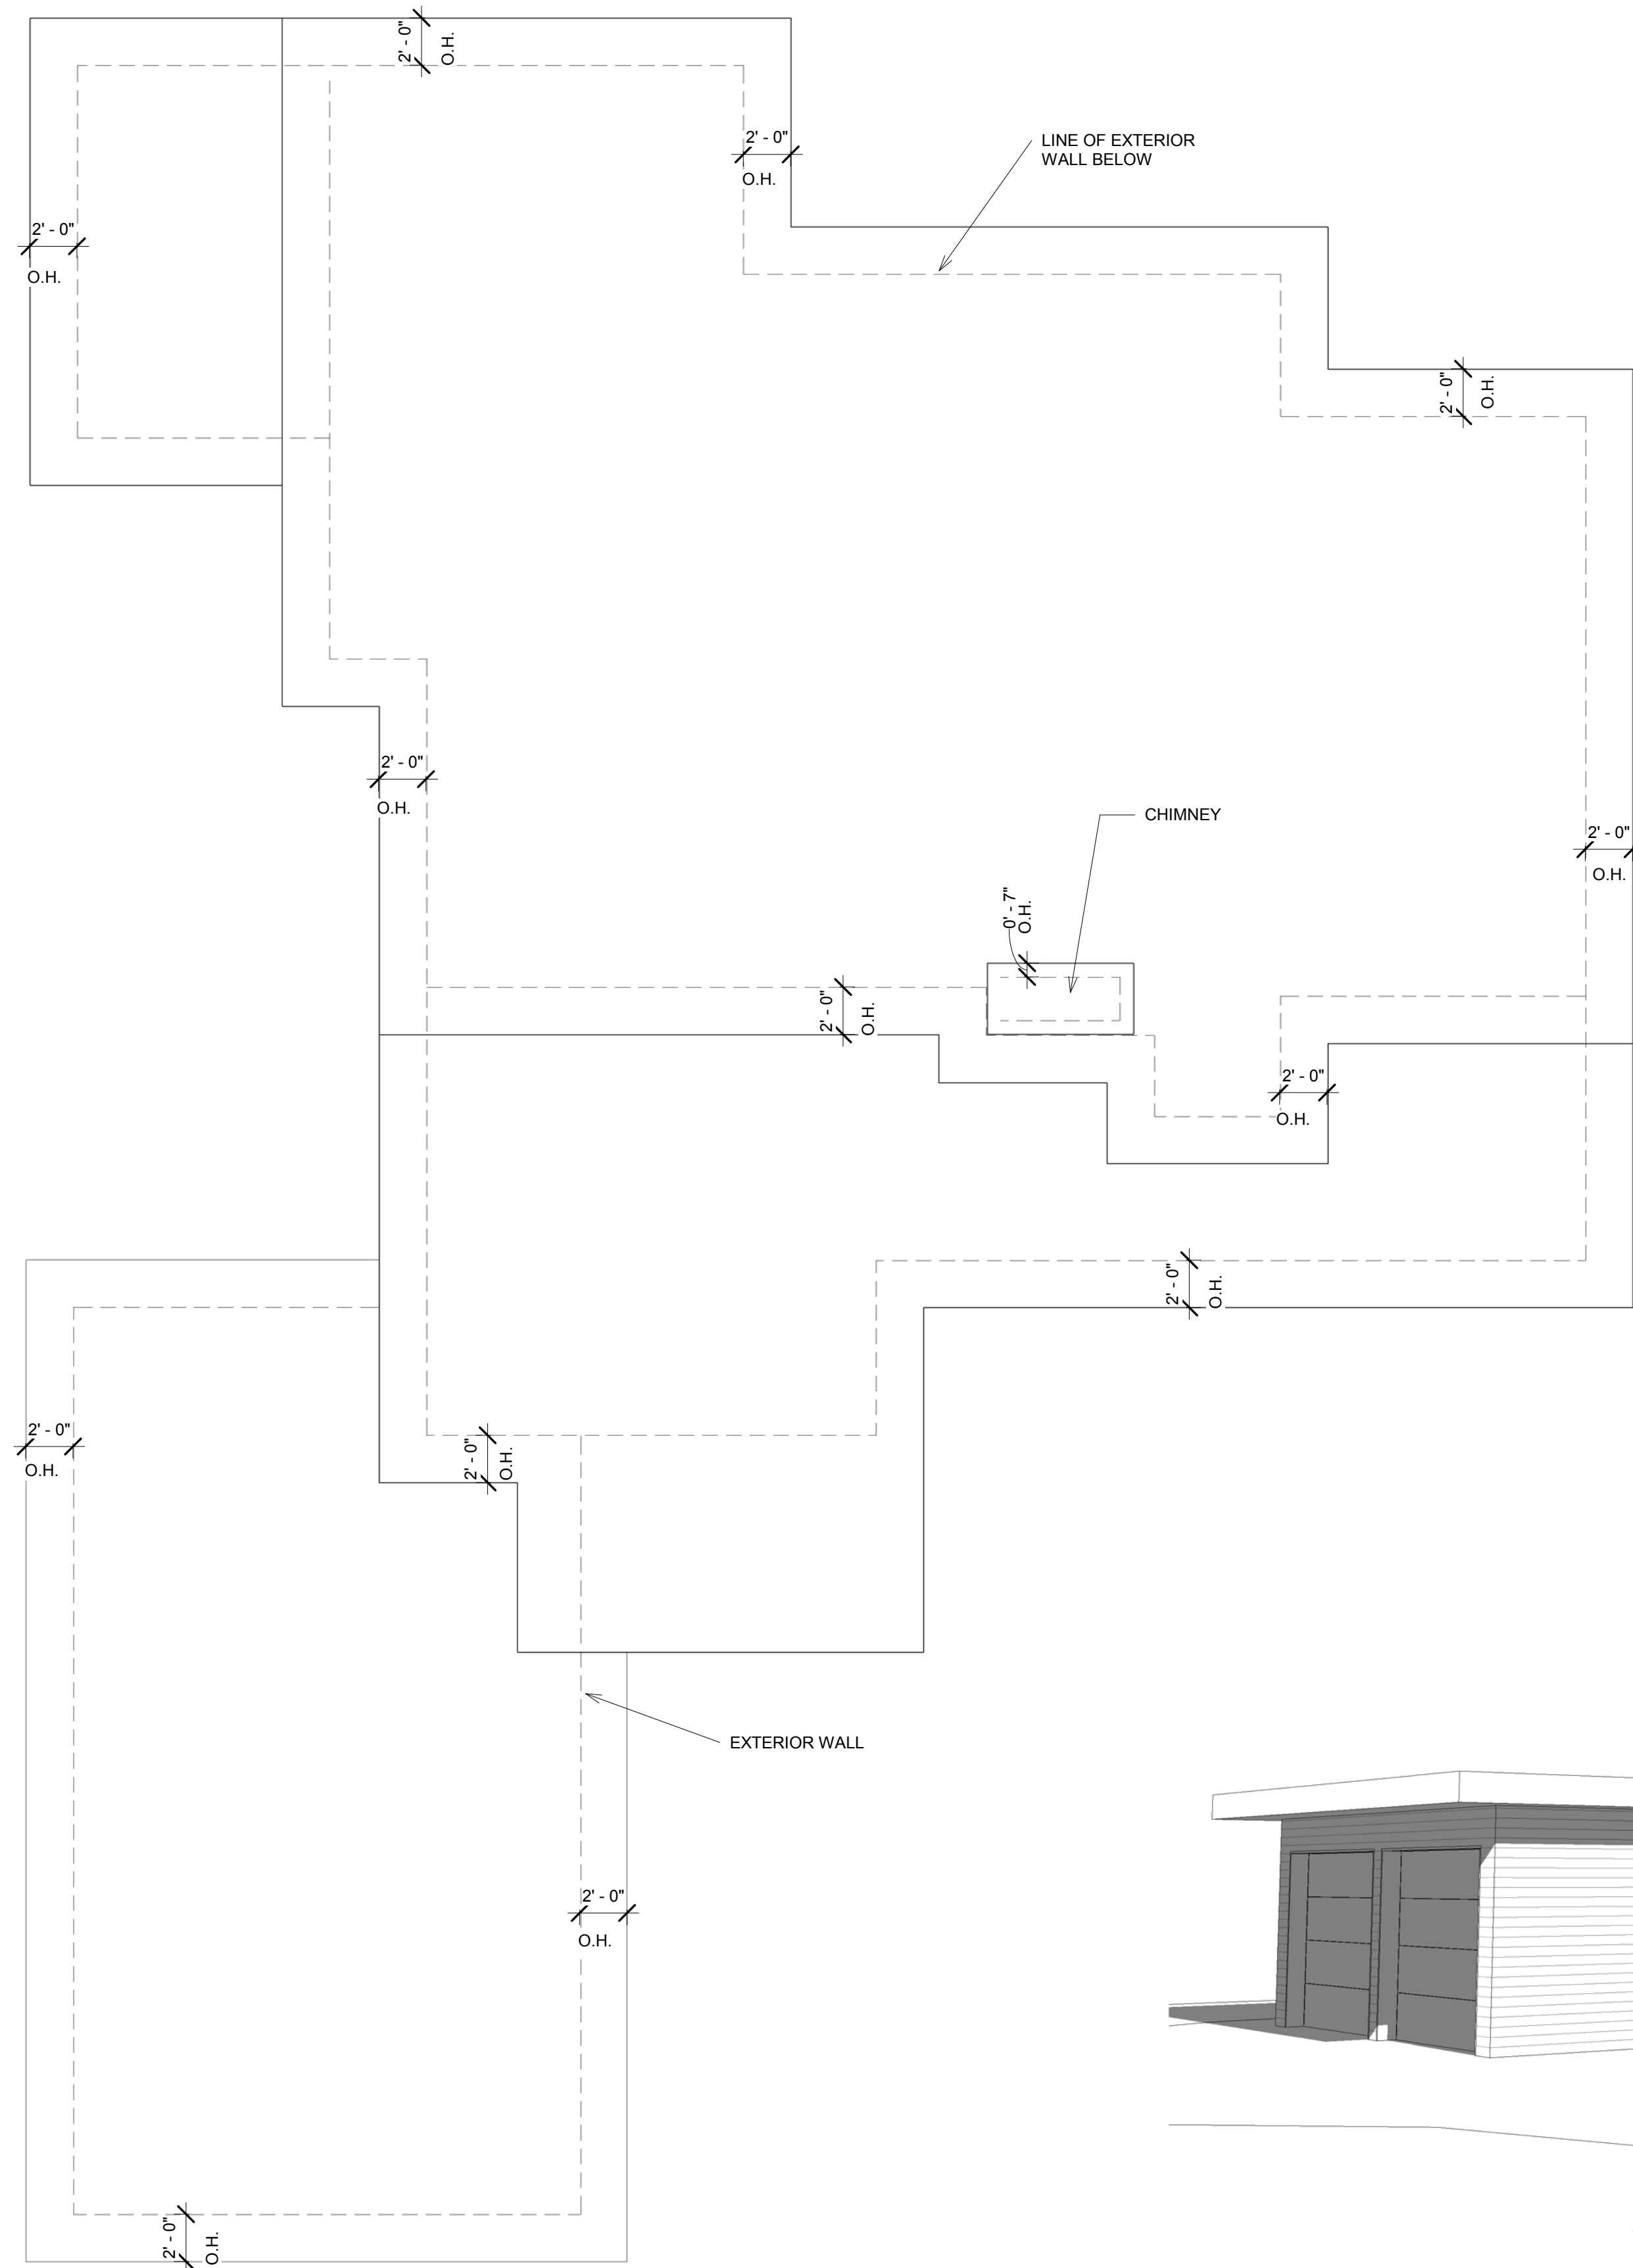 2' - 0"
O.H.
2' - 0"
O.H.
LINE OF EXTERIOR
WALL BELOW
2' - 0"
O.H.
2' - 0"
O.H.
2' - 0"
O.H.
CHIMNEY
2' - 0"
O.H.
0' - 7"
O.H.
2' - 0"
O.H.
2' - 0"
O.H.
2' - 0"
O.H.
2' - 0"
O.H.
2' - 0"
O.H.
EXTERIOR WALL
2' - 0"
O.H.
2' - 0"
O.H.